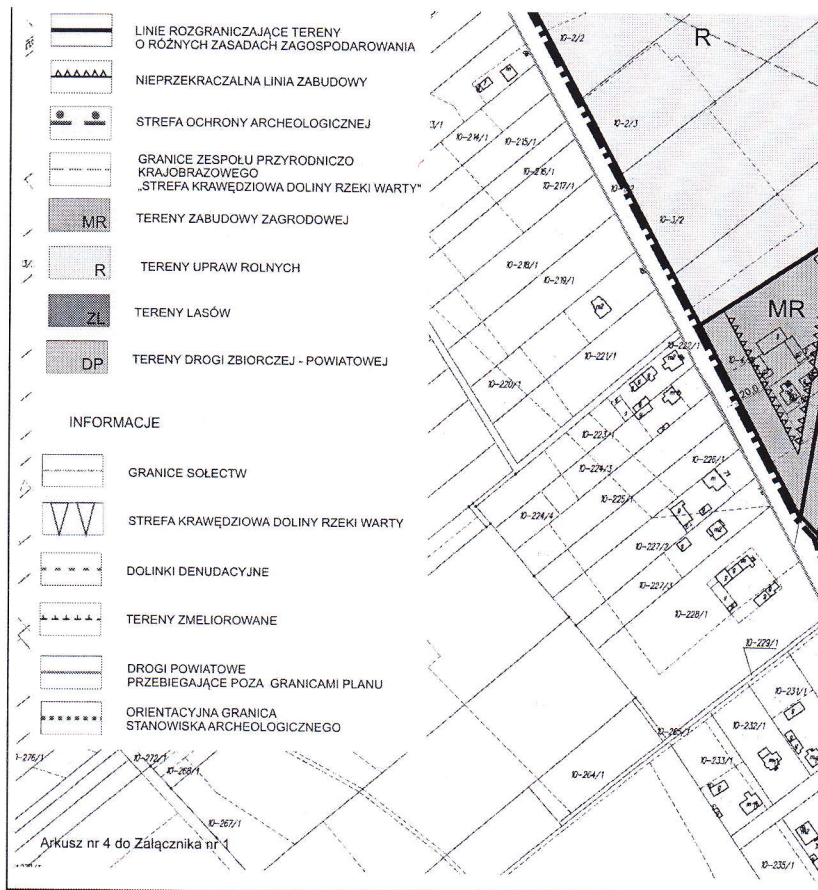 LINIE ROZGRANICZAJĄCE TERENY
O RÓŻNYCH ZASADACH ZAGOSPODAROWANIA
NIEPRZEKRACZALNA LINIA ZABUDOWY
STREFA OCHRONY ARCHEOLOGICZNEJ
GRANICE ZESPOŁU PRZYRODNICZO
KRAJOBRAZOWEGO
„STREFA KRAWĘDZIOWA DOLINY RZEKI WARTY"
MR
TERENY ZABUDOWY ZAGRODOWEJ
R
TERENY UPRAW ROLNYCH
ZL
TERENY LASÓW
DP
TERENY DROGI ZBIORCZEJ - POWIATOWEJ
INFORMACJE
GRANICE SOŁECTW
STREFA KRAWĘDZIOWA DOLINY RZEKI WARTY
DOLINKI DENUDACYJNE
TERENY ZMELIOROWANE
DROGI POWIATOWE
PRZEBIEGAJĄCE POZA GRANICAMI PLANU
ORIENTACYJNA GRANICA
STANOWISKA ARCHEOLOGICZNEGO
Arkusz nr 4 do Załącznika nr 1
10-2/2
R
10-2/3
10-3/2
MR
20,0
10-214/1
10-215/1
10-216/1
10-217/1
10-218/1
10-219/1
10-220/1
10-221/1
10-222/1
10-223/1
10-224/3
10-224/4
10-225/1
10-226/1
10-227/2
10-227/3
10-228/1
10-229/1
10-231/1
10-232/1
10-233/1
10-235/1
10-265/1
10-264/1
10-272/1
10-268/1
10-267/1